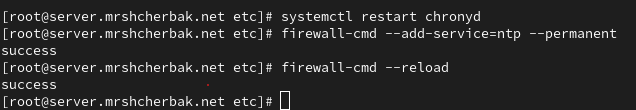 [root@server.mrshcherbak.net etc]# systemctl restart chronyd
[root@server.mrshcherbak.net etc]# firewall-cmd --add-service=ntp --permanent
success
[root@server.mrshcherbak.net etc]# firewall-cmd --reload
success
[root@server.mrshcherbak.net etc]#